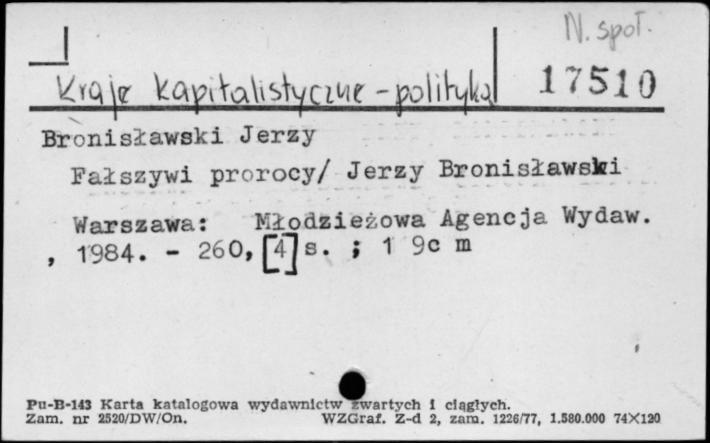 N. społ.
Kraje kapitalistyczne - polityka
17510
Bronisławski Jerzy
Fałszywi prorocy/ Jerzy Bronisławski
Warszawa: Młodzieżowa Agencja Wydaw.
, 1984. - 260,[4]s. ; 1 9c m
Pu-B-143 Karta katalogowa wydawnictw zwartych i ciągłych.
Zam. nr 2520/DW/On. WZGraf. Z-d 2, zam. 1226/77, 1.580.000 74X120